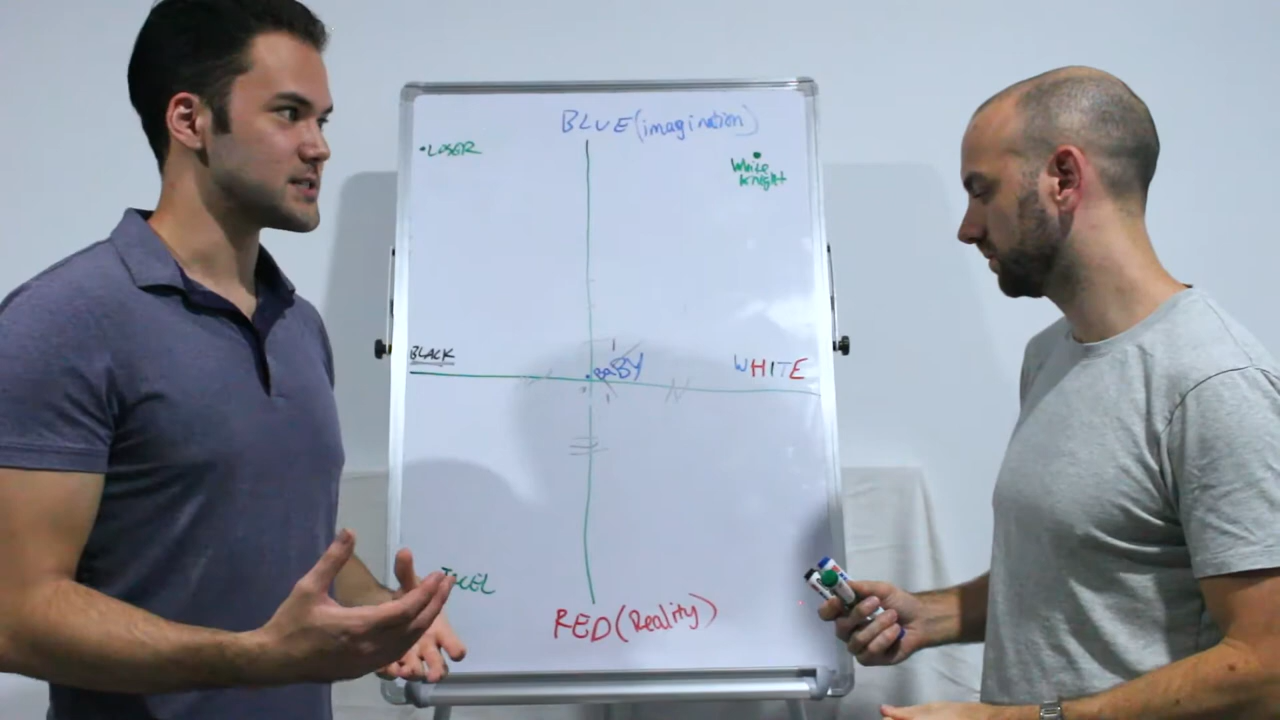 BLUE (imagination)
LOSER
White
Knight
BLACK
BABY
WHITE
RED (Reality)